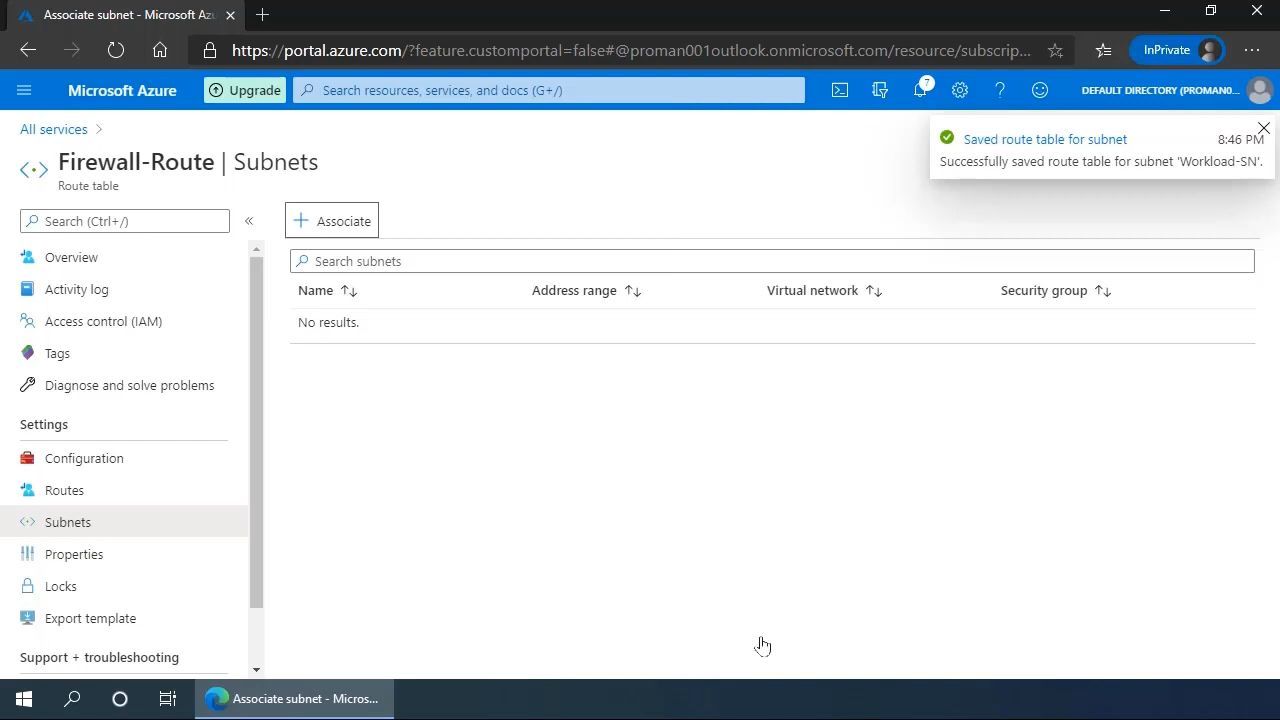 Associate subnet - Microsoft Azu
https://portal.azure.com/?feature.customportal=false#@proman001outlook.onmicrosoft.com/resource/subscrip...
InPrivate
Microsoft Azure
Upgrade
Search resources, services, and docs (G+/)
7
DEFAULT DIRECTORY (PROMAN0...
All services
Saved route table for subnet
8:46 PM
Successfully saved route table for subnet 'Workload-SN'.
Firewall-Route | Subnets
Route table
Search (Ctrl+/)
«
Associate
Overview
Activity log
Access control (IAM)
Tags
Diagnose and solve problems
Settings
Configuration
Routes
Subnets
Properties
Locks
Export template
Support + troubleshooting
Search subnets
Name
Address range
Virtual network
Security group
No results.
Associate subnet - Micros...